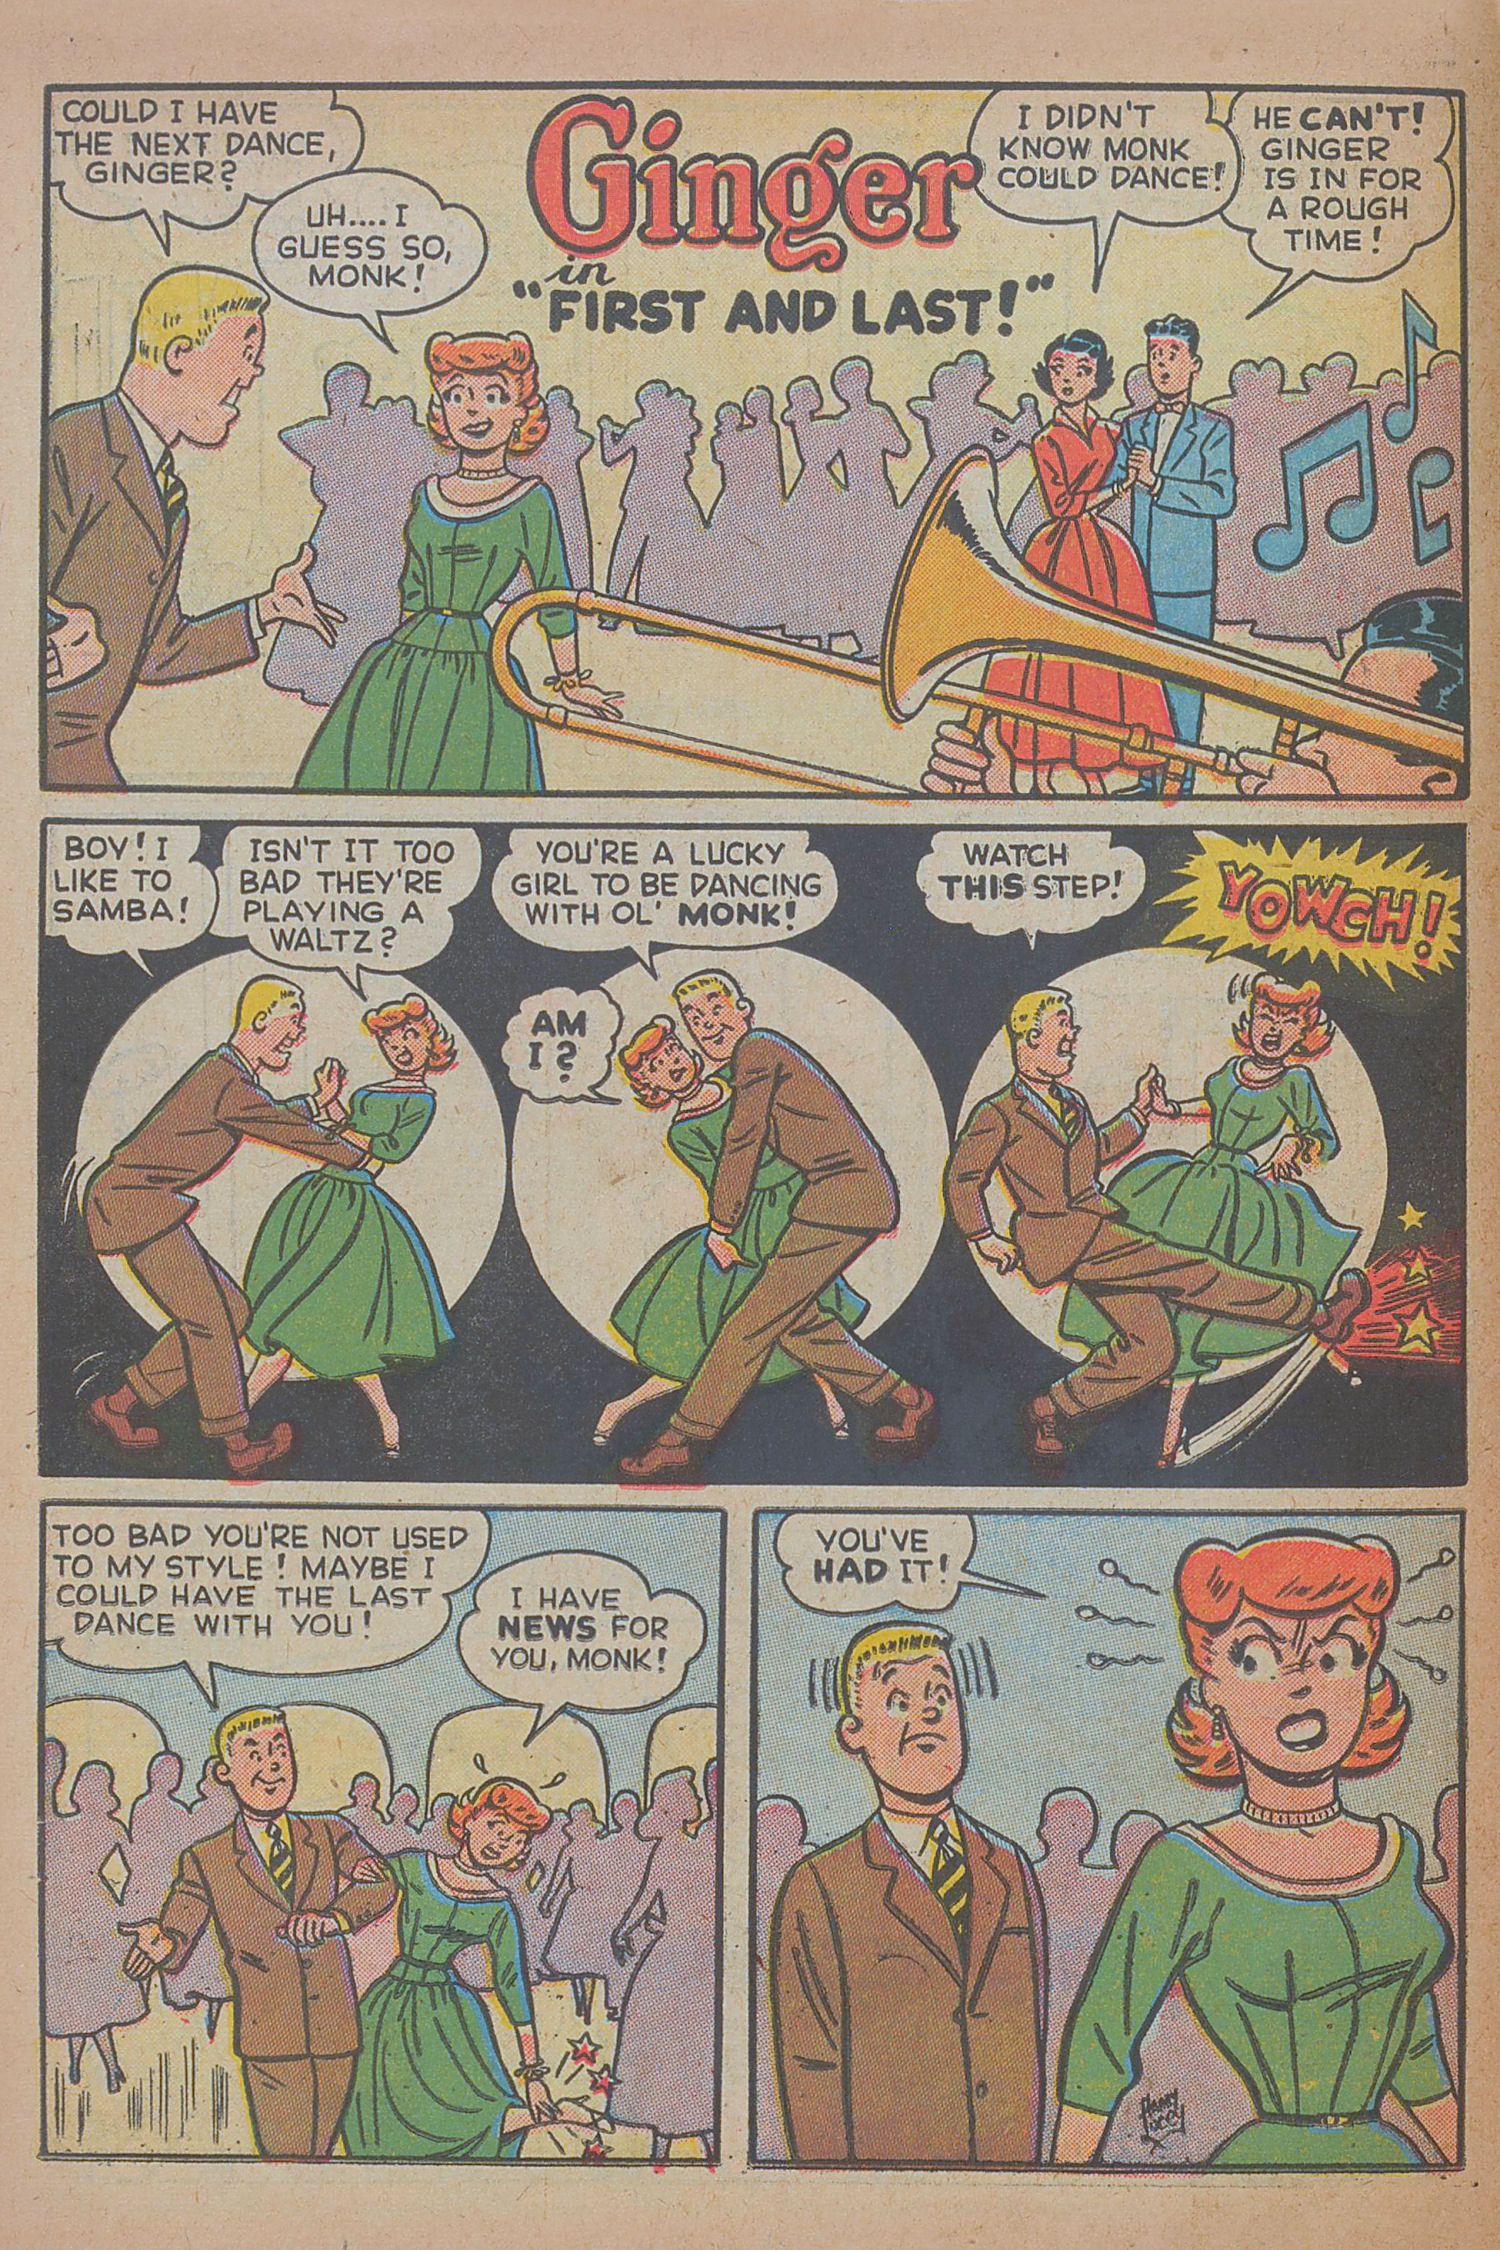 COULD I HAVE
THE NEXT DANCE,
GINGER?
UH.... I
GUESS SO,
MONK!
Ginger
in
"FIRST AND LAST!"
I DIDN'T
KNOW MONK
COULD DANCE!
HE CAN'T!
GINGER
IS IN FOR
A ROUGH
TIME!
BOY! I
LIKE TO
SAMBA!
ISN'T IT TOO
BAD THEY'RE
PLAYING A
WALTZ?
YOU'RE A LUCKY
GIRL TO BE DANCING
WITH OL' MONK!
AM
I?
WATCH
THIS STEP!
YOWCH!
TOO BAD YOU'RE NOT USED
TO MY STYLE! MAYBE I
COULD HAVE THE LAST
DANCE WITH YOU!
I HAVE
NEWS FOR
YOU, MONK!
YOU'VE
HAD IT!
HARRY
LUCEY